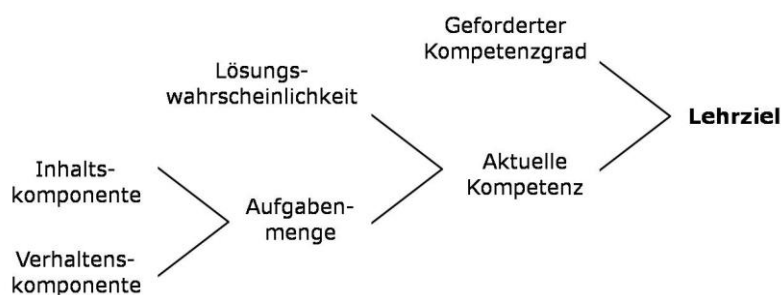 Geforderter
Kompetenzgrad
Lösungs-
wahrscheinlichkeit
Lehrziel
Inhalts-
komponente
Aktuelle
Kompetenz
Aufgaben-
menge
Verhaltens-
komponente